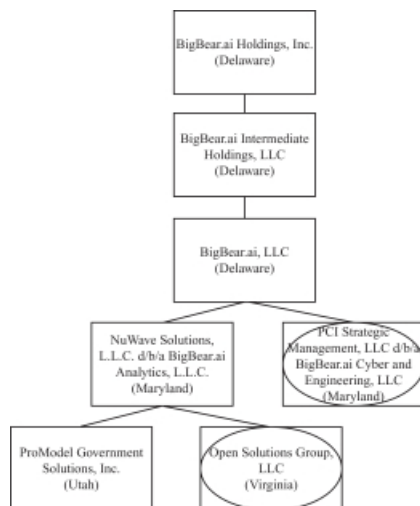 BigBear.ai Holdings, Inc.
(Delaware)
BigBear.ai Intermediate
Holdings, LLC
(Delaware)
BigBear.ai, LLC
(Delaware)
NuWave Solutions,
L.L.C. d/b/a BigBear.ai
Analytics, L.L.C.
(Maryland)
PCI Strategic
Management, LLC d/b/a
BigBear.ai Cyber and
Engineering, LLC
(Maryland)
ProModel Government
Solutions, Inc.
(Utah)
Open Solutions Group,
LLC
(Virginia)